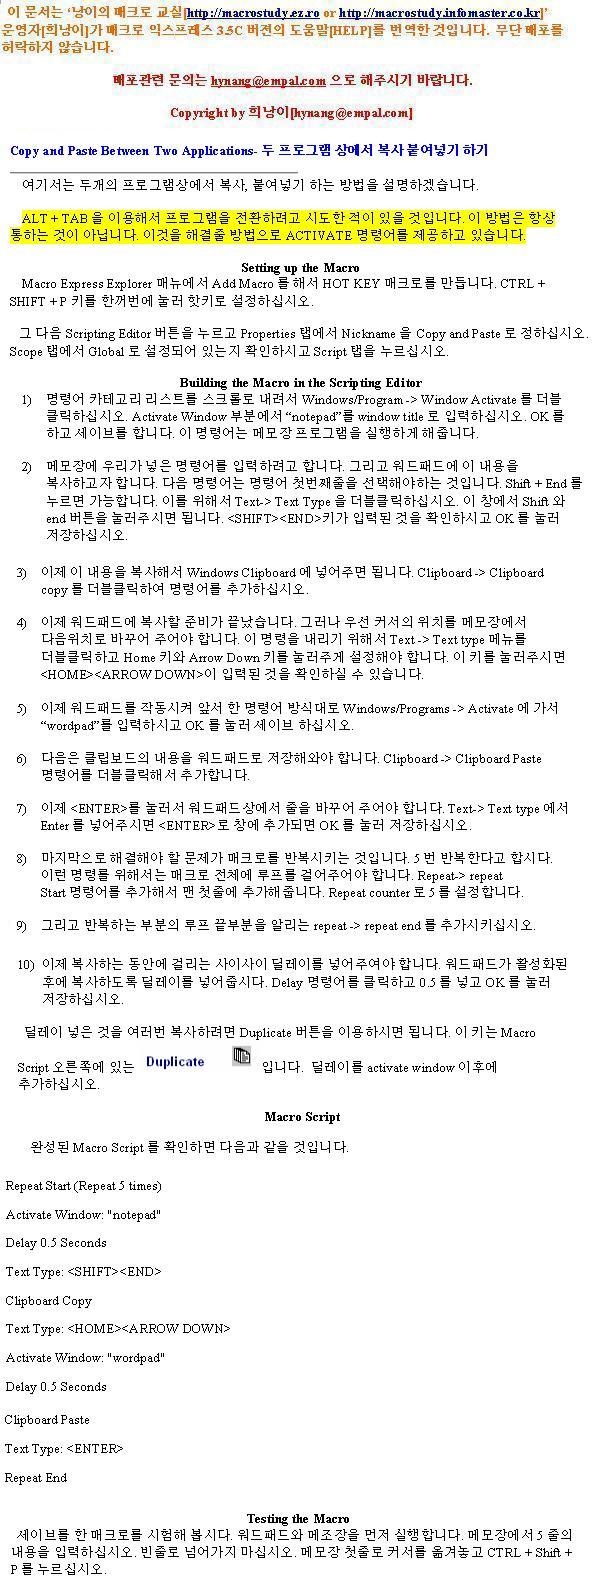 이 문서는 '낭이의 매크로 교실[http://macrostudy.ez.ro or http://macrostudy.infomaster.co.kr]'
운영자[희낭이]가 매크로 익스프레스 3.5C 버젼의 도움말[HELP]를 번역한 것입니다. 무단 배포를
허락하지 않습니다.
배포관련 문의는 hynang@empal.com 으로 해주시기 바랍니다.
Copyright by 희낭이[hynang@empal.com]
Copy and Paste Between Two Applications- 두 프로그램 상에서 복사 붙여넣기 하기
여기서는 두개의 프로그램상에서 복사, 붙여넣기 하는 방법을 설명하겠습니다.
ALT + TAB 을 이용해서 프로그램을 전환하려고 시도한 적이 있을 것입니다. 이 방법은 항상
통하는 것이 아닙니다. 이것을 해결줄 방법으로 ACTIVATE 명령어를 제공하고 있습니다.
Setting up the Macro
Macro Express Explorer 매뉴에서 Add Macro 를 해서 HOT KEY 매크로를 만듭니다. CTRL +
SHIFT + P 키를 한꺼번에 눌러 핫키로 설정하십시오.
그 다음 Scripting Editor 버튼을 누르고 Properties 탭에서 Nickname 을 Copy and Paste 로 정하십시오.
Scope 탭에서 Global 로 설정되어 있는지 확인하시고 Script 탭을 누르십시오.
Building the Macro in the Scripting Editor
1) 명령어 카테고리 리스트를 스크롤로 내려서 Windows/Program -> Window Activate 를 더블
클릭하십시오. Activate Window 부분에서 “notepad”를 window title 로 입력하십시오. OK 를
하고 세이브를 합니다. 이 명령어는 메모장 프로그램을 실행하게 해줍니다.
2) 메모장에 우리가 넣은 명령어를 입력하려고 합니다. 그리고 워드패드에 이 내용을
복사하고자 합니다. 다음 명령어는 명령어 첫번째줄을 선택해야하는 것입니다. Shift + End 를
누르면 가능합니다. 이를 위해서 Text-> Text Type 을 더블클릭하십시오. 이 창에서 Shift 와
end 버튼을 눌러주시면 됩니다. <SHIFT><END>키가 입력된 것을 확인하시고 OK 를 눌러
저장하십시오.
3) 이제 이 내용을 복사해서 Windows Clipboard 에 넣어주면 됩니다. Clipboard -> Clipboard
copy 를 더블클릭하여 명령어를 추가하십시오.
4) 이제 워드패드에 복사할 준비가 끝났습니다. 그러나 우선 커서의 위치를 메모장에서
다음위치로 바꾸어 주어야 합니다. 이 명령을 내리기 위해서 Text -> Text type 메뉴를
더블클릭하고 Home 키와 Arrow Down 키를 눌러주게 설정해야 합니다. 이 키를 눌러주시면
<HOME><ARROW DOWN>이 입력된 것을 확인하실 수 있습니다.
5) 이제 워드패드를 작동시켜 앞서 한 명령어 방식대로 Windows/Programs -> Activate 에 가서
“wordpad”를 입력하시고 OK 를 눌러 세이브 하십시오.
6) 다음은 클립보드의 내용을 워드패드로 저장해와야 합니다. Clipboard -> Clipboard Paste
명령어를 더블클릭해서 추가합니다.
7) 이제 <ENTER>를 눌러서 워드패드상에서 줄을 바꾸어 주어야 합니다. Text-> Text type 에서
Enter 를 넣어주시면 <ENTER>로 창에 추가되면 OK 를 눌러 저장하십시오.
8) 마지막으로 해결해야 할 문제가 매크로를 반복시키는 것입니다. 5 번 반복한다고 합시다.
이런 명령를 위해서는 매크로 전체에 루프를 걸어주어야 합니다. Repeat-> repeat
Start 명령어를 추가해서 맨 첫줄에 추가해줍니다. Repeat counter 로 5 를 설정합니다.
9) 그리고 반복하는 부분의 루프 끝부분을 알리는 repeat -> repeat end 를 추가시키십시오.
10) 이제 복사하는 동안에 걸리는 사이사이 딜레이를 넣어주여야 합니다. 워드패드가 활성화된
후에 복사하도록 딜레이를 넣어줍시다. Delay 명령어를 클릭하고 0.5 를 넣고 OK 를 눌러
저장하십시오.
딜레이 넣은 것을 여러번 복사하려면 Duplicate 버튼을 이용하시면 됩니다. 이 키는 Macro
Script 오른쪽에 있는 Duplicate 입니다. 딜레이를 activate window 이후에
추가하십시오.
Macro Script
완성된 Macro Script 를 확인하면 다음과 같을 것입니다.
Repeat Start (Repeat 5 times)
Activate Window: "notepad"
Delay 0.5 Seconds
Text Type: <SHIFT><END>
Clipboard Copy
Text Type: <HOME><ARROW DOWN>
Activate Window: "wordpad"
Delay 0.5 Seconds
Clipboard Paste
Text Type: <ENTER>
Repeat End
Testing the Macro
세이브를 한 매크로를 시험해 봅시다. 워드패드와 메조장을 먼저 실행합니다. 메모장에서 5 줄의
내용을 입력하십시오. 빈줄로 넘어가지 마십시오. 메모장 첫줄로 커서를 옮겨놓고 CTRL + Shift +
P 를 누르십시오.